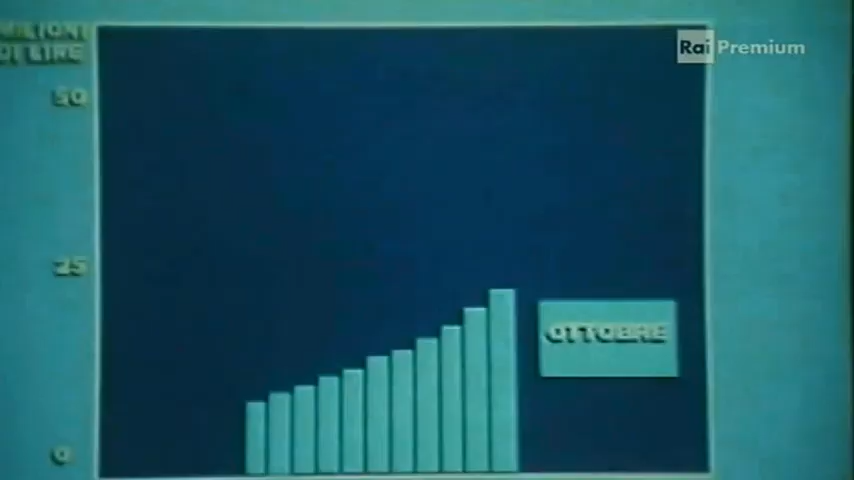 MILIONI
DI LIRE
Rai Premium
50
25
OTTOBRE
0